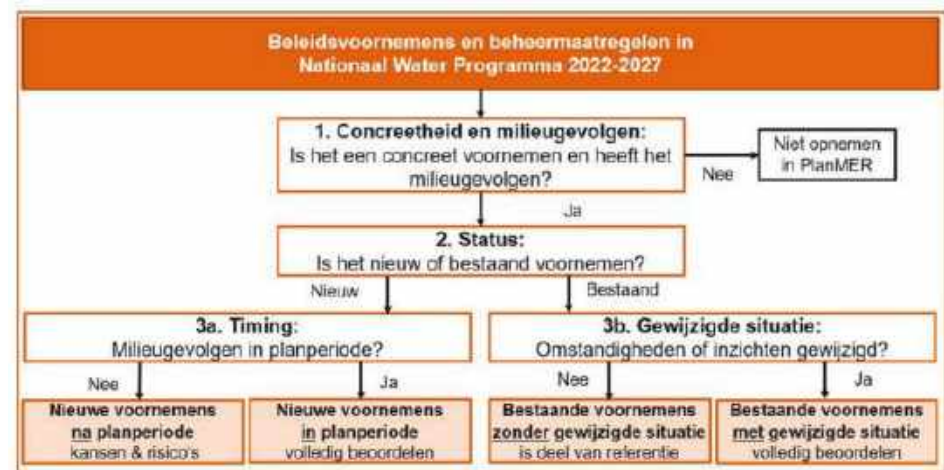 Beleidsvoornemens en beheermaatregelen in
Nationaal Water Programma 2022-2027
1. Concreetheid en milieugevolgen:
Is het een concreet voornemen en heeft het
milieugevolgen?
Nee
Niet opnemen
in PlanMER
Ja
2. Status:
Is het nieuw of bestaand voornemen?
Nieuw
Bestaand
3a. Timing:
Milieugevolgen in planperiode?
3b. Gewijzigde situatie:
Omstandigheden of inzichten gewijzigd?
Nee
Ja
Nee
Ja
Nieuwe voornemens
na planperiode
kansen & risico's
Nieuwe voornemens
in planperiode
volledig beoordelen
Bestaande voornemens
zonder gewijzigde situatie
is deel van referentie
Bestaande voornemens
met gewijzigde situatie
volledig beoordelen